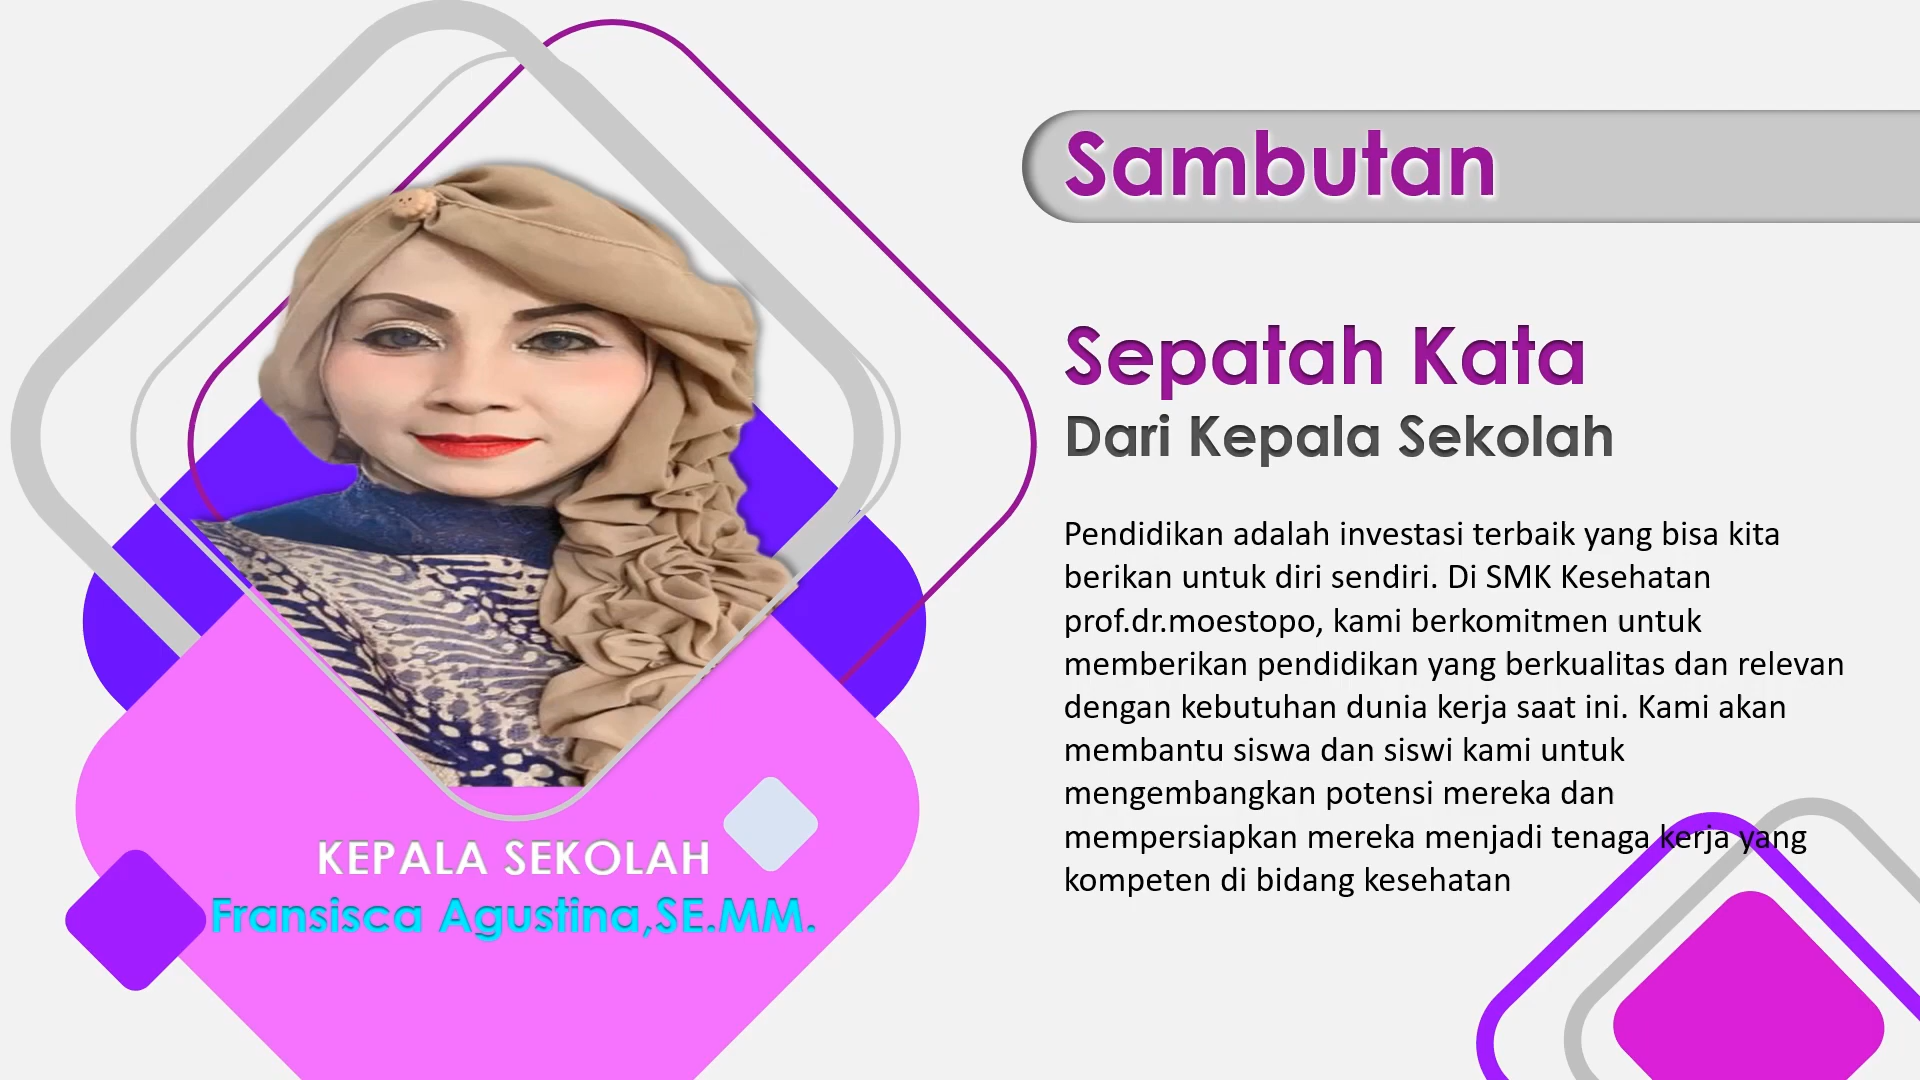 Sambutan
Sepatah Kata
Dari Kepala Sekolah
Pendidikan adalah investasi terbaik yang bisa kita
berikan untuk diri sendiri. Di SMK Kesehatan
prof.dr.moestopo, kami berkomitmen untuk
memberikan pendidikan yang berkualitas dan relevan
dengan kebutuhan dunia kerja saat ini. Kami akan
membantu siswa dan siswi kami untuk
mengembangkan potensi mereka dan
mempersiapkan mereka menjadi tenaga kerja yang
kompeten di bidang kesehatan
KEPALA SEKOLAH
Fransisca Agustina,SE.MM.